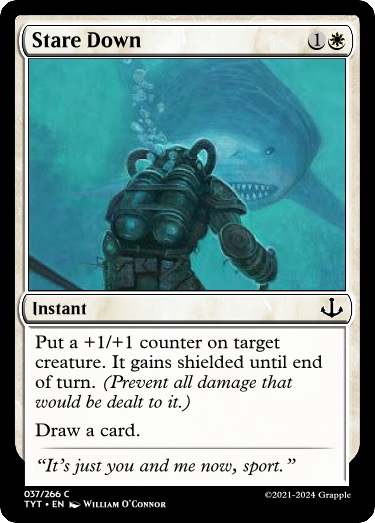 Stare Down 1
Instant
Put a +1/+1 counter on target
creature. It gains shielded until end
of turn. (Prevent all damage that
would be dealt to it.)
Draw a card.
“It’s just you and me now, sport.”
037/266 C
TYT • EN William O’Connor
©2021-2024 Grapple